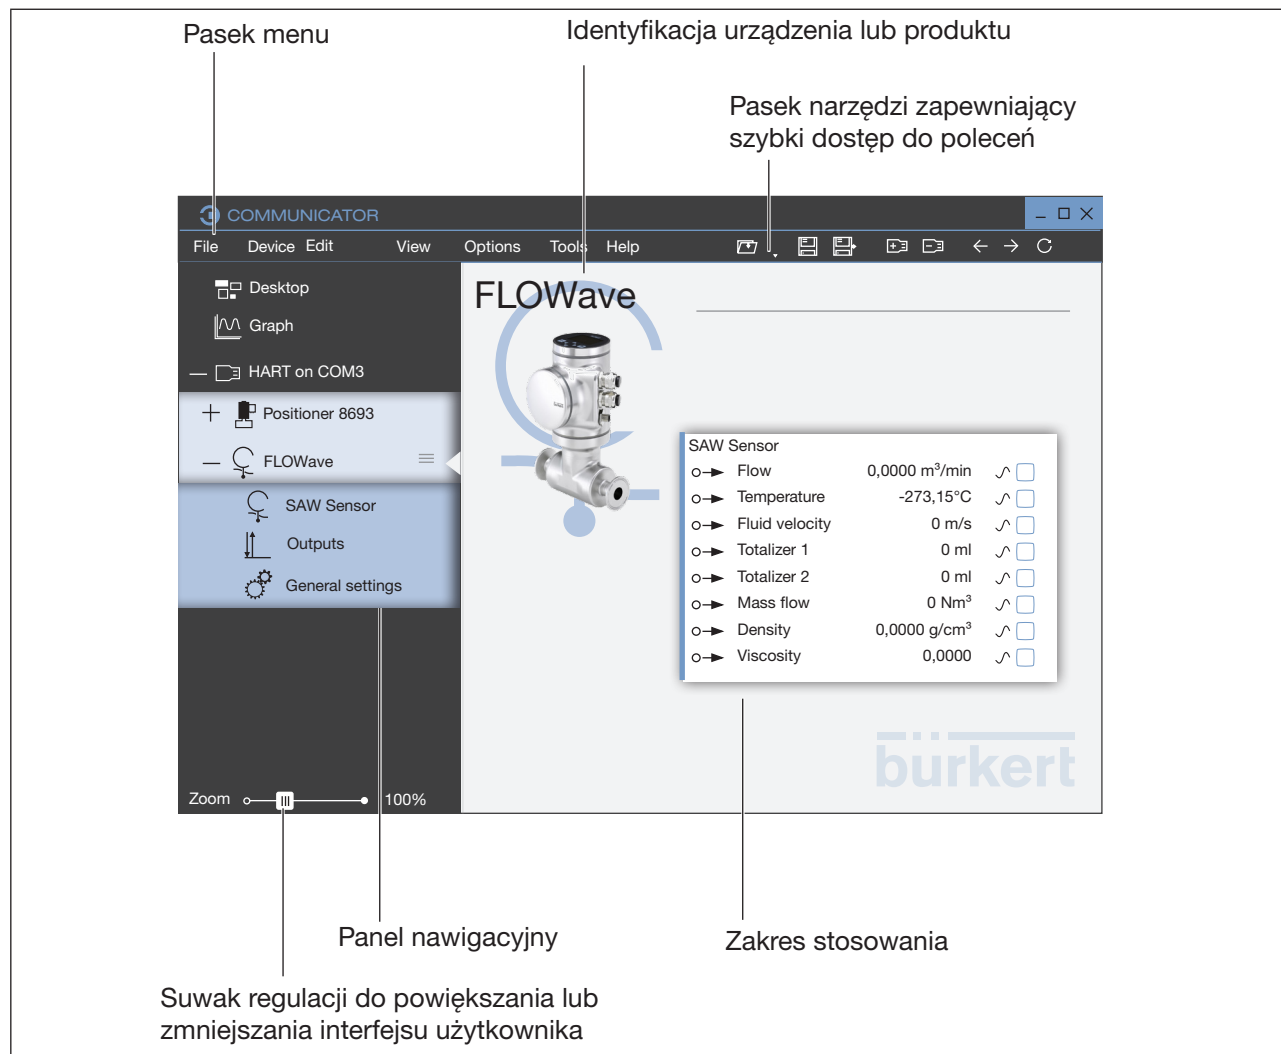 Pasek menu
Identyfikacja urządzenia lub produktu
Pasek narzędzi zapewniający
szybki dostęp do poleceń
COMMUNICATOR
File Device Edit View Options Tools Help
Desktop
Graph
HART on COM3
Positioner 8693
FLOWave
SAW Sensor
Outputs
General settings
Zoom 100%
FLOWave
SAW Sensor
Flow 0,0000 m³/min
Temperature -273,15°C
Fluid velocity 0 m/s
Totalizer 1 0 ml
Totalizer 2 0 ml
Mass flow 0 Nm³
Density 0,0000 g/cm³
Viscosity 0,0000
bürkert
Panel nawigacyjny
Zakres stosowania
Suwak regulacji do powiększania lub
zmniejszania interfejsu użytkownika